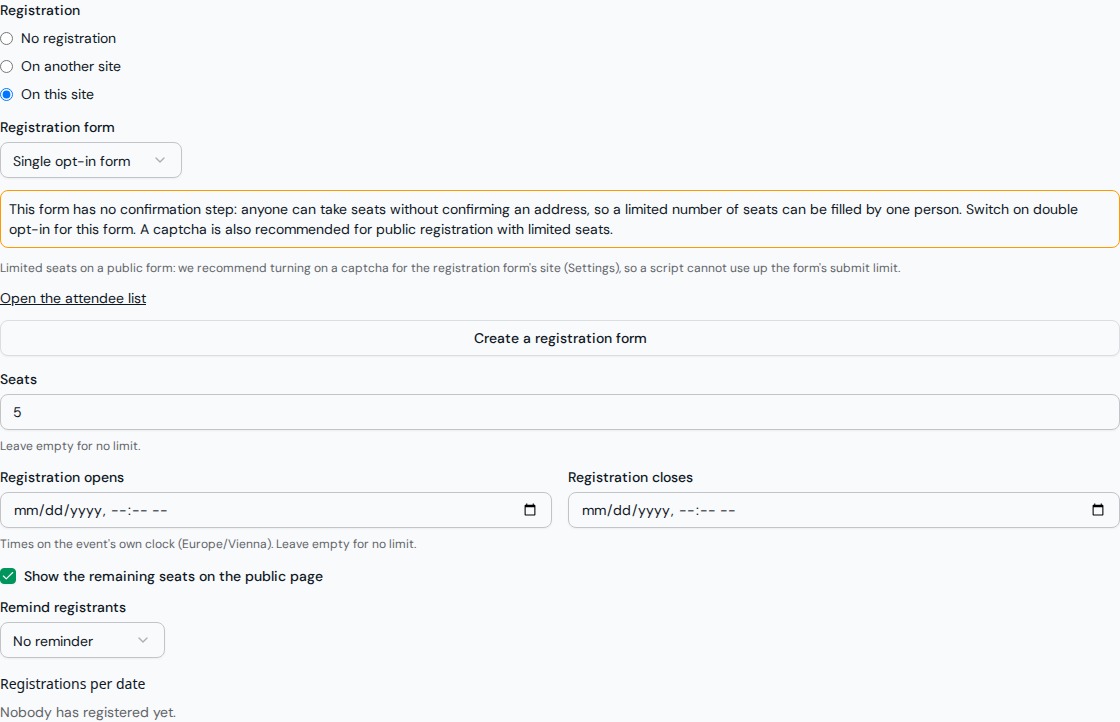 Registration
No registration
On another site
On this site
Registration form
Single opt-in form
This form has no confirmation step: anyone can take seats without confirming an address, so a limited number of seats can be filled by one person. Switch on double
opt-in for this form. A captcha is also recommended for public registration with limited seats.
Limited seats on a public form: we recommend turning on a captcha for the registration form's site (Settings), so a script cannot use up the form's submit limit.
Open the attendee list
Create a registration form
Seats
5
Leave empty for no limit.
Registration opens
Registration closes
mm/dd/yyyy, --:-- --
mm/dd/yyyy, --:-- --
Times on the event's own clock (Europe/Vienna). Leave empty for no limit.
Show the remaining seats on the public page
Remind registrants
No reminder
Registrations per date
Nobody has registered yet.